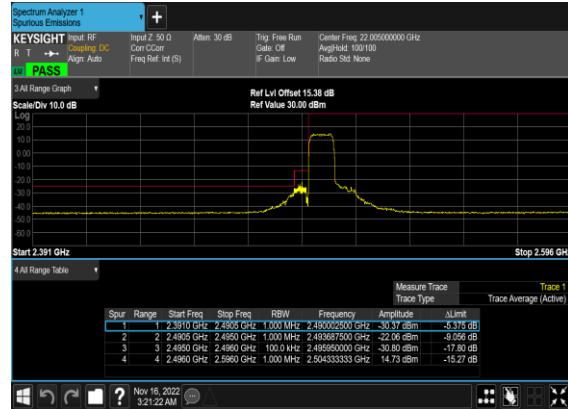 Spectrum Analyzer 1
Spurious Emissions
KEYSIGHT Input: RF Input Z: 50 Ω Atten: 30 dB Trig: Free Run Center Freq: 22.005000000 GHz
R T Coupling: DC Corr CCorr Gate: Off Avg|Hold: 100/100
Align: Auto Freq Ref: Int (S) IF Gain: Low Radio Std: None
PASS
3 All Range Graph
Ref Lvl Offset 15.38 dB
Scale/Div 10.0 dB Ref Value 30.00 dBm
Log
20.0
10.0
0.00
-10.0
-20.0
-30.0
-40.0
-50.0
-60.0
Start 2.391 GHz Stop 2.596 GH
4 All Range Table
Measure Trace Trace 1
Trace Type Trace Average (Active)
Spur Range Start Freq Stop Freq RBW Frequency Amplitude ΔLimit
1 1 2.3910 GHz 2.4905 GHz 1.000 MHz 2.490002500 GHz -30.37 dBm -5.375 dB
2 2 2.4905 GHz 2.4950 GHz 1.000 MHz 2.493687500 GHz -22.06 dBm -9.056 dB
3 3 2.4950 GHz 2.4960 GHz 100.0 kHz 2.495950000 GHz -30.80 dBm -17.80 dB
4 4 2.4960 GHz 2.5960 GHz 1.000 MHz 2.504333333 GHz 14.73 dBm -15.27 dB
? Nov 16, 2022
3:21:22 AM